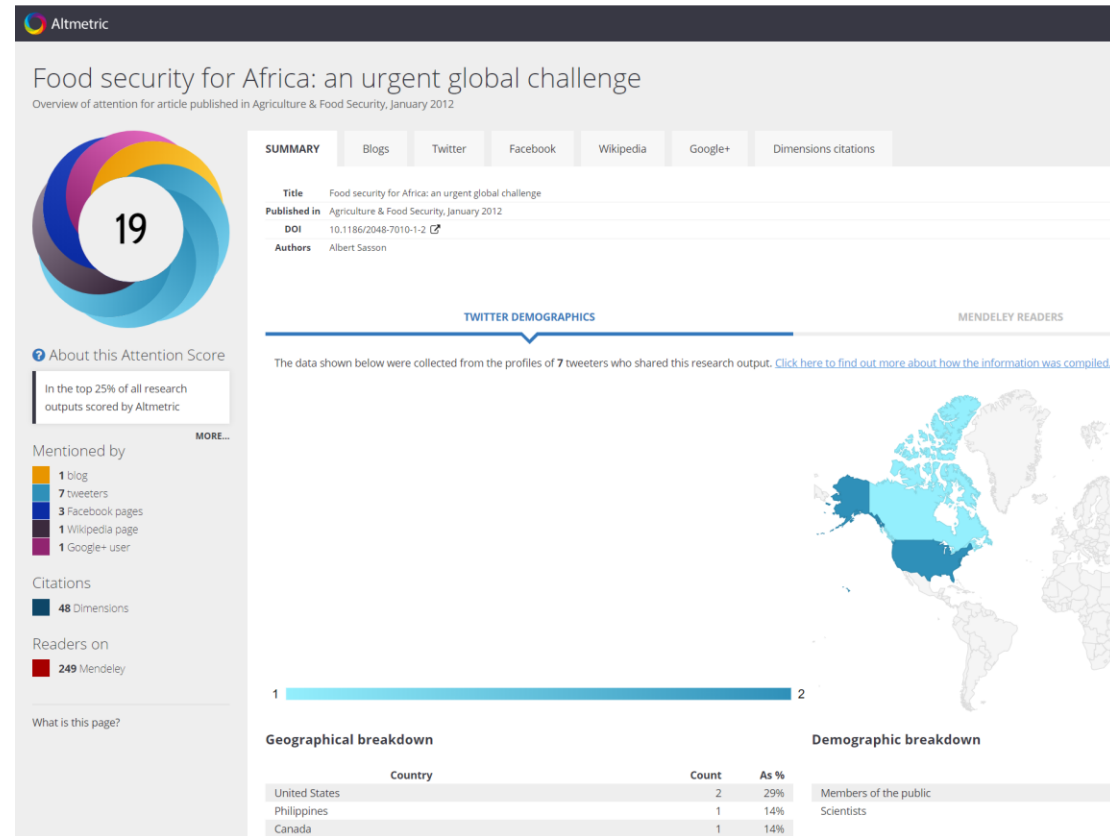 Altmetric
Food security for Africa: an urgent global challenge
Overview of attention for article published in Agriculture & Food Security, January 2012
19
About this Attention Score
In the top 25% of all research
outputs scored by Altmetric
MORE...
Mentioned by
1 blog
7 tweeters
3 Facebook pages
1 Wikipedia page
1 Google+ user
Citations
48 Dimensions
Readers on
249 Mendeley
What is this page?
SUMMARY Blogs Twitter Facebook Wikipedia Google+ Dimensions citations
Title Food security for Africa: an urgent global challenge
Published in Agriculture & Food Security, January 2012
DOI 10.1186/2048-7010-1-2
Authors Albert Sasson
TWITTER DEMOGRAPHICS MENDELEY READERS
The data shown below were collected from the profiles of 7 tweeters who shared this research output. Click here to find out more about how the information was compiled.
1 2
Geographical breakdown
Country Count As %
United States 2 29%
Philippines 1 14%
Canada 1 14%
Demographic breakdown
Members of the public
Scientists